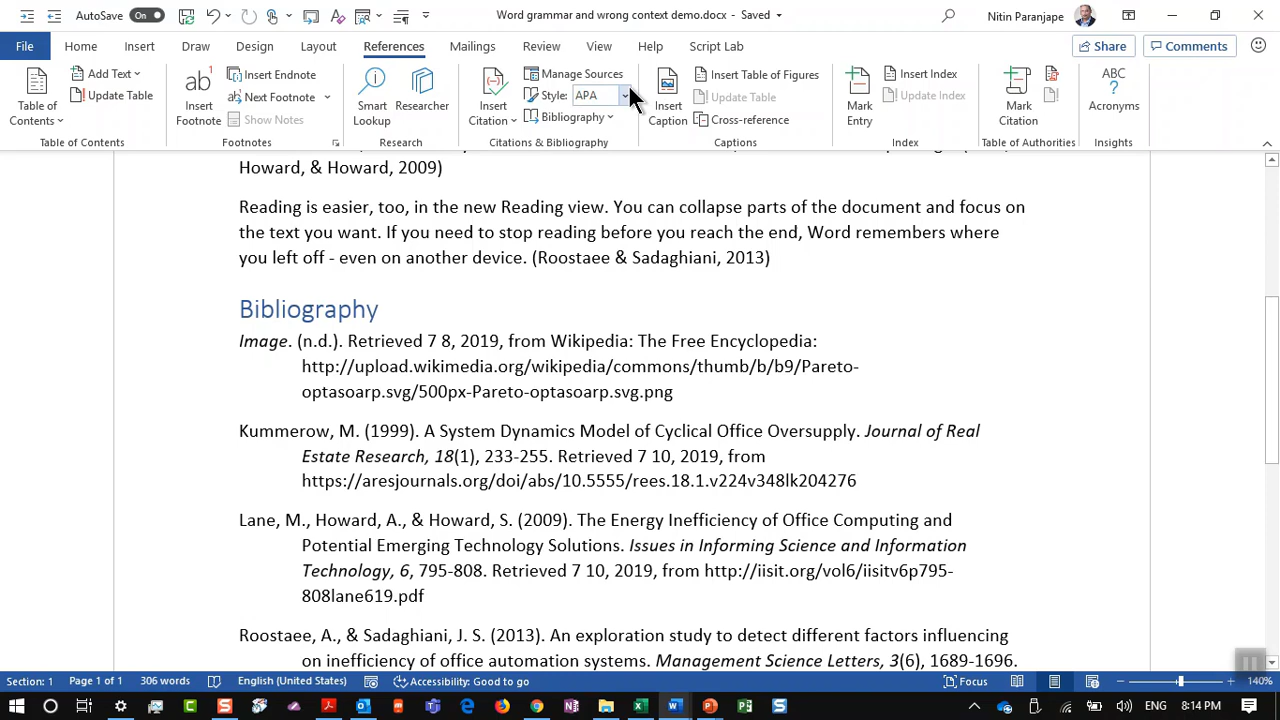 AutoSave On
Word grammar and wrong context demo.docx - Saved
Nitin Paranjape
File Home Insert Draw Design Layout References Mailings Review View Help Script Lab
Share Comments
Table of Contents
Add Text
Update Table
Table of Contents
ab1
Insert Footnote
Insert Endnote
Next Footnote
Show Notes
Footnotes
Smart Lookup
Researcher
Research
Insert Citation
Manage Sources
Style: APA
Bibliography
Citations & Bibliography
Insert Caption
Insert Table of Figures
Update Table
Cross-reference
Captions
Mark Entry
Insert Index
Update Index
Index
Mark Citation
Table of Authorities
ABC
Acronyms
Insights
Howard, & Howard, 2009)
Reading is easier, too, in the new Reading view. You can collapse parts of the document and focus on
the text you want. If you need to stop reading before you reach the end, Word remembers where
you left off - even on another device. (Roostaee & Sadaghiani, 2013)
Bibliography
Image. (n.d.). Retrieved 7 8, 2019, from Wikipedia: The Free Encyclopedia:
http://upload.wikimedia.org/wikipedia/commons/thumb/b/b9/Pareto-
optasoarp.svg/500px-Pareto-optasoarp.svg.png
Kummerow, M. (1999). A System Dynamics Model of Cyclical Office Oversupply. Journal of Real
Estate Research, 18(1), 233-255. Retrieved 7 10, 2019, from
https://aresjournals.org/doi/abs/10.5555/rees.18.1.v224v348lk204276
Lane, M., Howard, A., & Howard, S. (2009). The Energy Inefficiency of Office Computing and
Potential Emerging Technology Solutions. Issues in Informing Science and Information
Technology, 6, 795-808. Retrieved 7 10, 2019, from http://iisit.org/vol6/iisitv6p795-
808lane619.pdf
Roostaee, A., & Sadaghiani, J. S. (2013). An exploration study to detect different factors influencing
on inefficiency of office automation systems. Management Science Letters, 3(6), 1689-1696.
Section: 1 Page 1 of 1 306 words English (United States) Accessibility: Good to go Focus 140%
ENG 8:14 PM